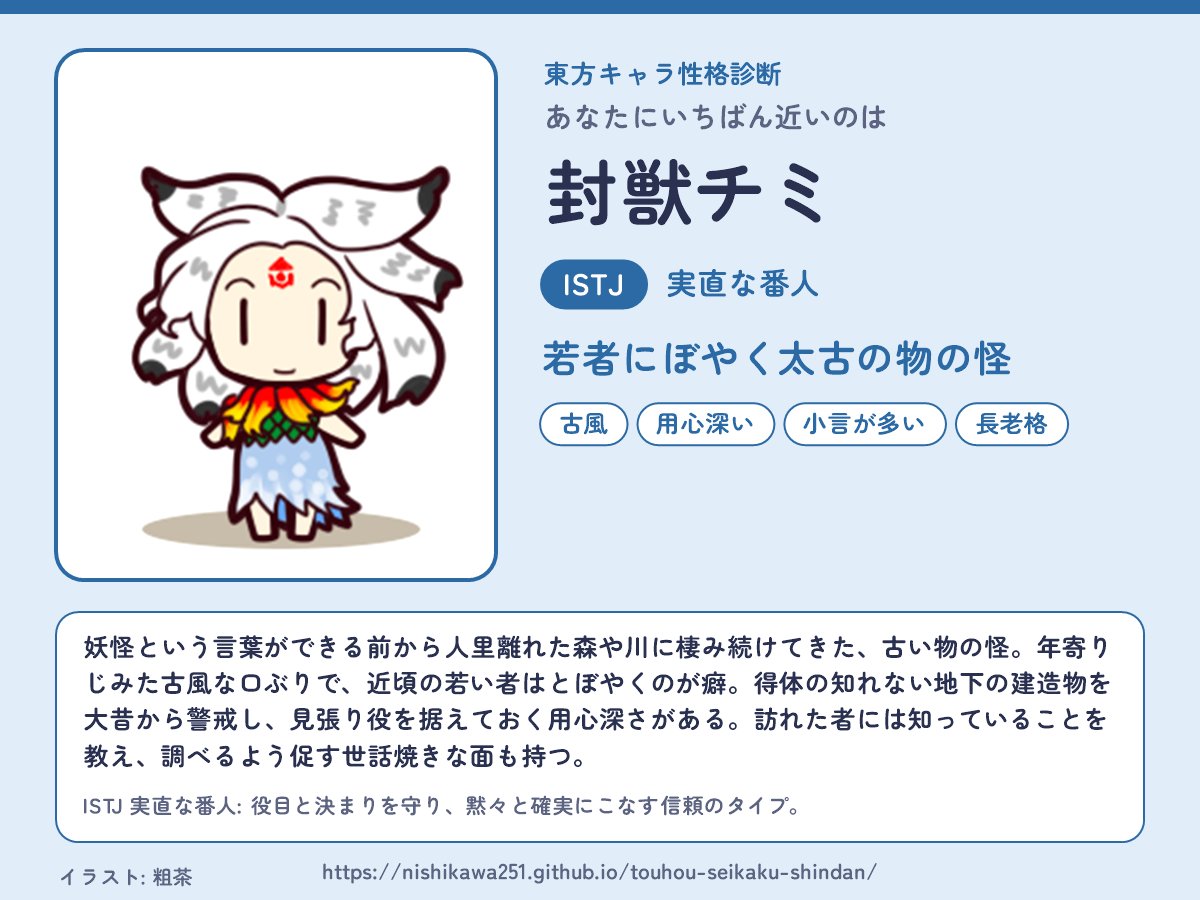 東方キャラ性格診断
あなたにいちばん近いのは
封獣チミ
ISTJ 実直な番人
若者にぼやく太古の物の怪
古風 用心深い 小言が多い 長老格
妖怪という言葉ができる前から人里離れた森や川に棲み続けてきた、古い物の怪。年寄り
じみた古風な口ぶりで、近頃の若い者はとぼやくのが癖。得体の知れない地下の建造物を
大昔から警戒し、見張り役を据えておく用心深さがある。訪れた者には知っていることを
教え、調べるよう促す世話焼きな面も持つ。
ISTJ 実直な番人: 役目と決まりを守り、黙々と確実にこなす信頼のタイプ。
イラスト: 粗茶
https://nishikawa251.github.io/touhou-seikaku-shindan/